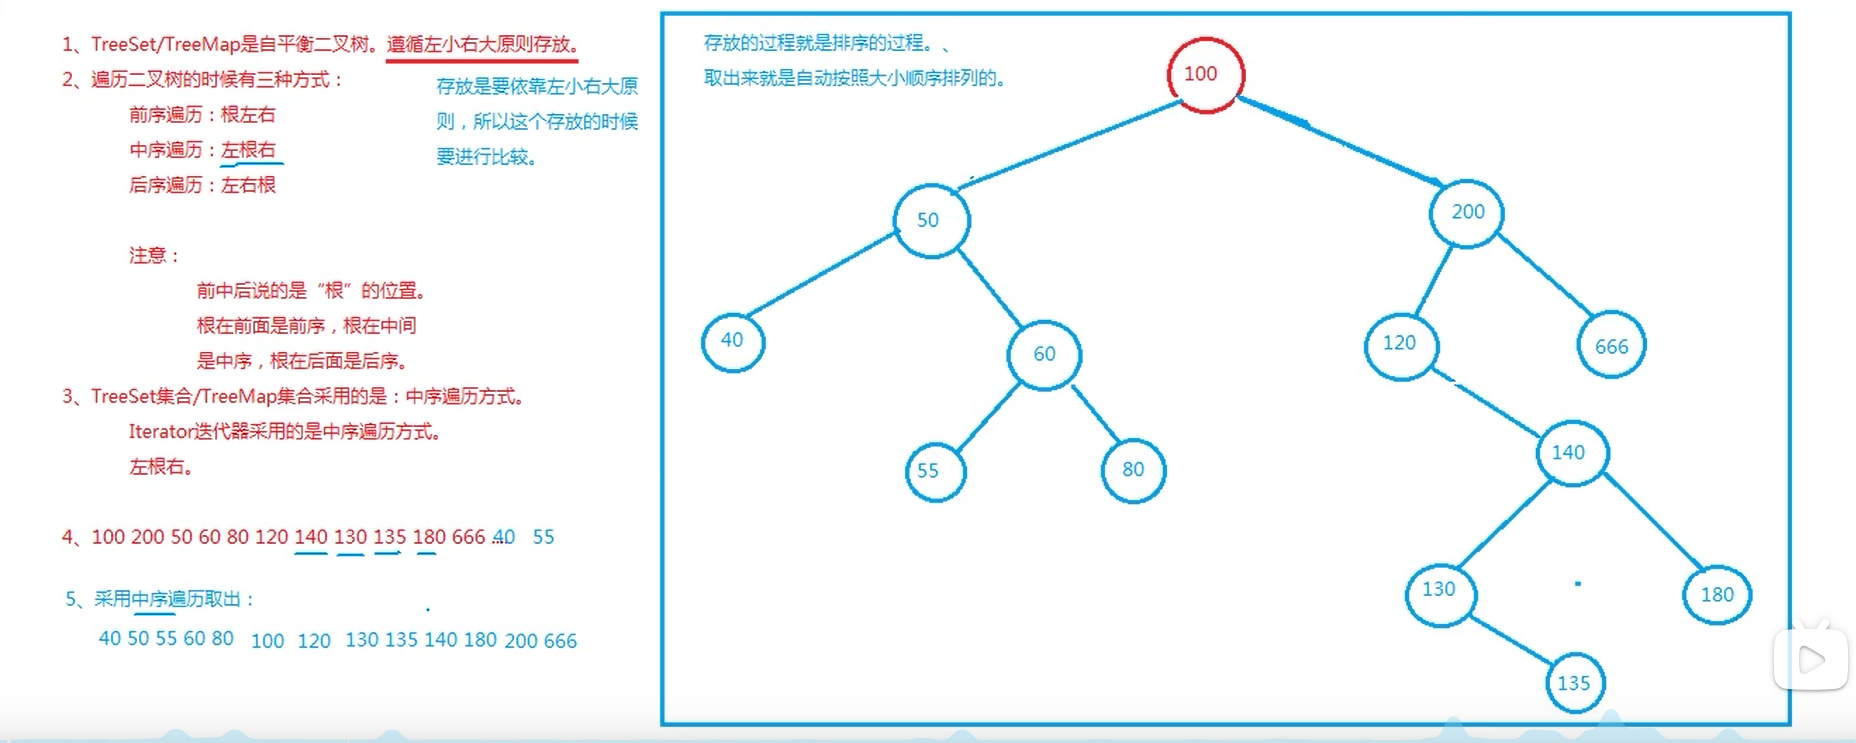 1、TreeSet/TreeMap是自平衡二叉树。遵循左小右大原则存放。
2、遍历二叉树的时候有三种方式：
前序遍历：根左右
中序遍历：左根右
后序遍历：左右根
存放是要依靠左小右大原
则，所以这个存放的时候
要进行比较。
注意：
前中后说的是“根”的位置。
根在前面是前序，根在中间
是中序，根在后面是后序。
3、TreeSet集合/TreeMap集合采用的是：中序遍历方式。
Iterator迭代器采用的是中序遍历方式。
左根右。
4、100 200 50 60 80 120 140 130 135 180 666 .... 40 55
5、采用中序遍历取出：
40 50 55 60 80 100 120 130 135 140 180 200 666
存放的过程就是排序的过程。、
取出来就是自动按照大小顺序排列的。
100
50
200
40
60
120
666
55
80
140
130
180
135